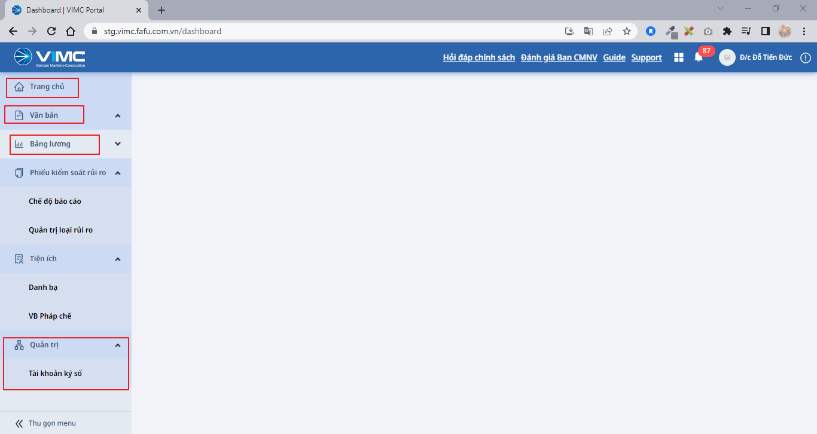 Dashboard | VIMC Portal
stg.vimc.fafu.com.vn/dashboard
VIMC
Hỏi đáp chính sách Đánh giá Ban CMNV Guide Support 87 Đ/c Đỗ Tiến Đức
Trang chủ
Văn bản
Bảng lương
Phiếu kiểm soát rủi ro
Chế độ báo cáo
Quản trị loại rủi ro
Tiện ích
Danh bạ
VB Pháp chế
Quản trị
Tài khoản ký số
Thu gọn menu